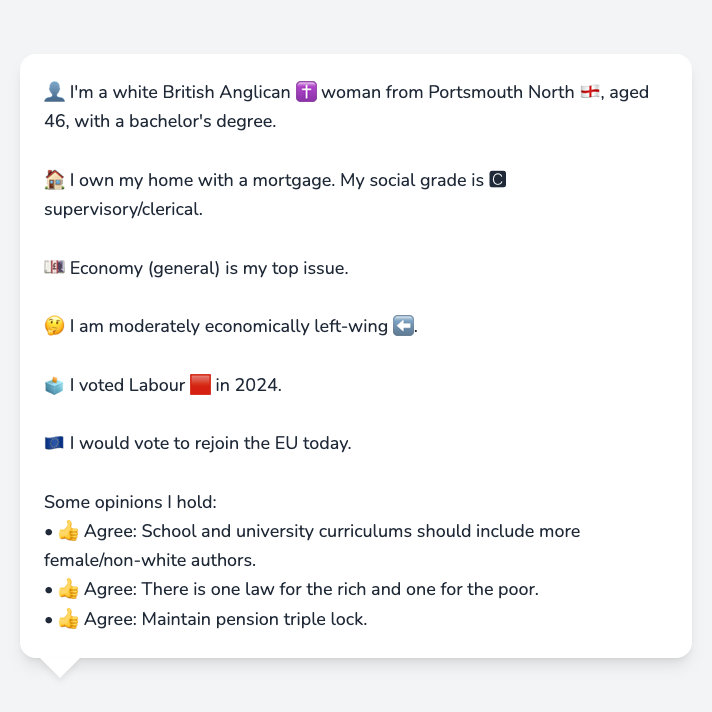 👤 I'm a white British Anglican ✝️ woman from Portsmouth North 🏴󠁧󠁢󠁥󠁮󠁧󠁿, aged
46, with a bachelor's degree.
🏠 I own my home with a mortgage. My social grade is 🅲
supervisory/clerical.
💷 Economy (general) is my top issue.
🤔 I am moderately economically left-wing ⬅️.
🗳️ I voted Labour 🟥 in 2024.
🇪🇺 I would vote to rejoin the EU today.
Some opinions I hold:
• 👍 Agree: School and university curriculums should include more
female/non-white authors.
• 👍 Agree: There is one law for the rich and one for the poor.
• 👍 Agree: Maintain pension triple lock.